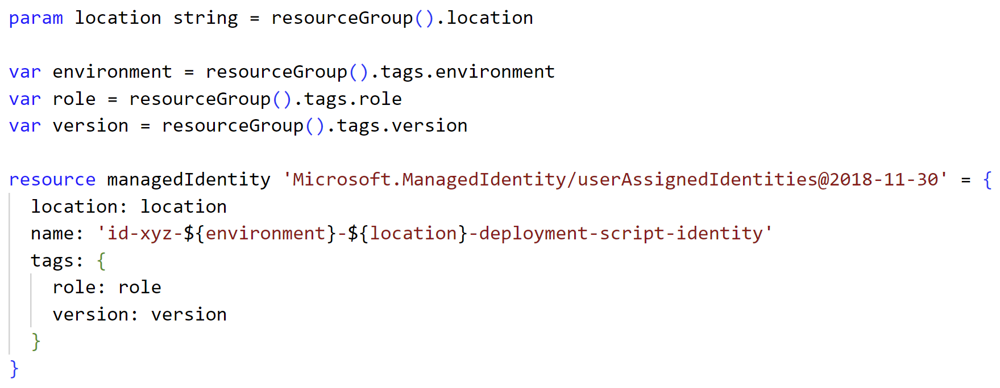 param location string = resourceGroup().location
var environment = resourceGroup().tags.environment
var role = resourceGroup().tags.role
var version = resourceGroup().tags.version
resource managedIdentity 'Microsoft.ManagedIdentity/userAssignedIdentities@2018-11-30' = {
  location: location
  name: 'id-xyz-${environment}-${location}-deployment-script-identity'
  tags: {
    role: role
    version: version
  }
}